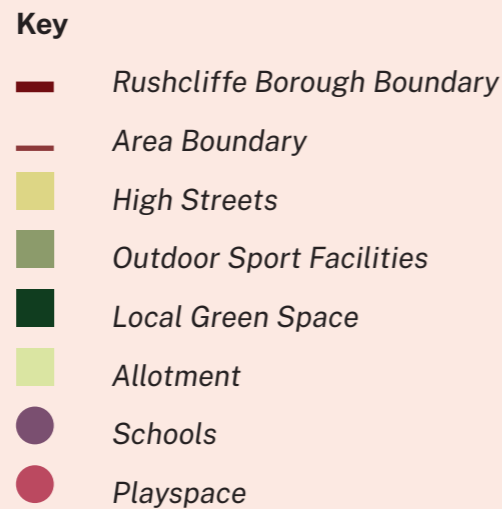 Key
Rushcliffe Borough Boundary
Area Boundary
High Streets
Outdoor Sport Facilities
Local Green Space
Allotment
Schools
Playspace